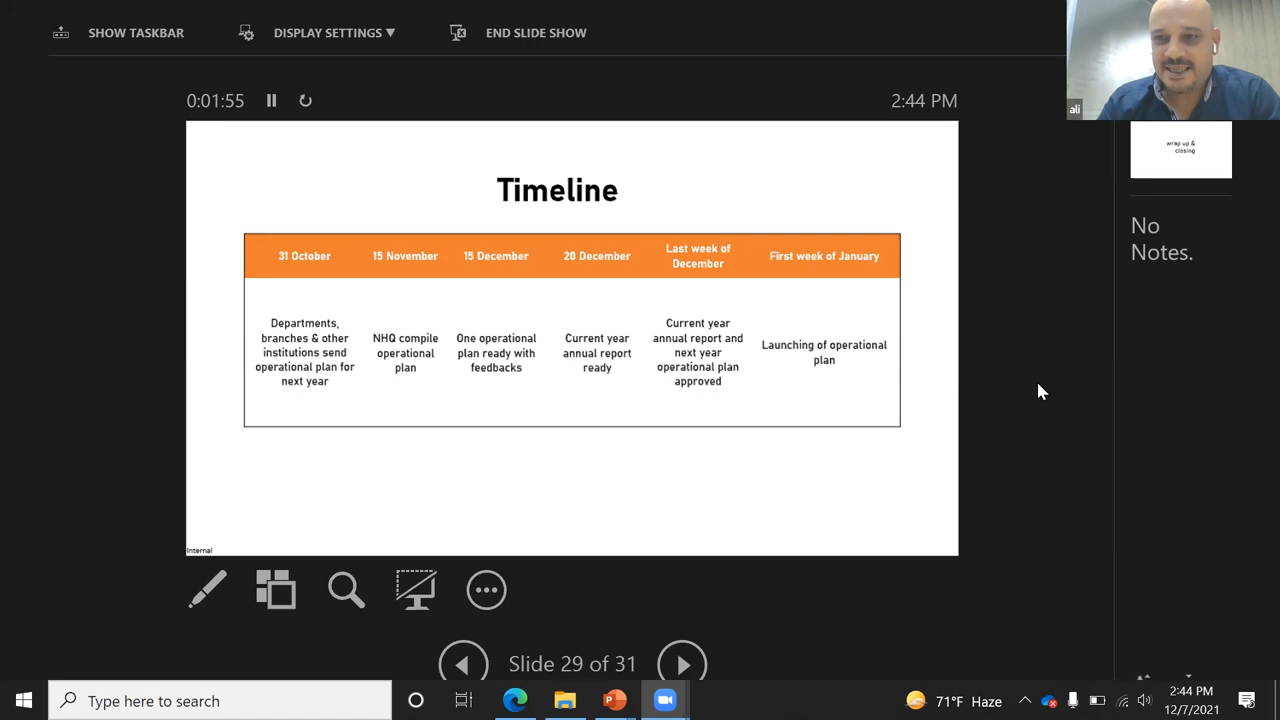 SHOW TASKBAR
DISPLAY SETTINGS ▼
END SLIDE SHOW
ali
0:01:55
2:44 PM
wrap up &
closing
Timeline
31 October
15 November
15 December
20 December
Last week of
December
First week of January
Departments,
branches & other
institutions send
operational plan for
next year
NHQ compile
operational
plan
One operational
plan ready with
feedbacks
Current year
annual report
ready
Current year
annual report and
next year
operational plan
approved
Launching of operational
plan
No
Notes.
Internal
Slide 29 of 31
Type here to search
71°F Haze
2:44 PM
12/7/2021